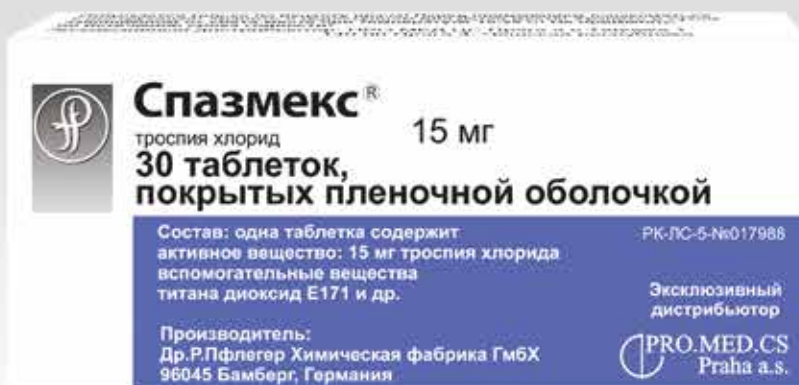 Спазмекс®
15 мг
троспия хлорид
30 таблеток,
покрытых пленочной оболочкой
Состав: одна таблетка содержит
активное вещество: 15 мг троспия хлорида
вспомогательные вещества
титана диоксид Е171 и др.
Производитель:
Др.Р.Пфлегер Химическая фабрика ГмбХ
96045 Бамберг, Германия
РК-ЛС-5-№017988
Эксклюзивный
дистрибьютор
PRO.MED.CS
Praha a.s.